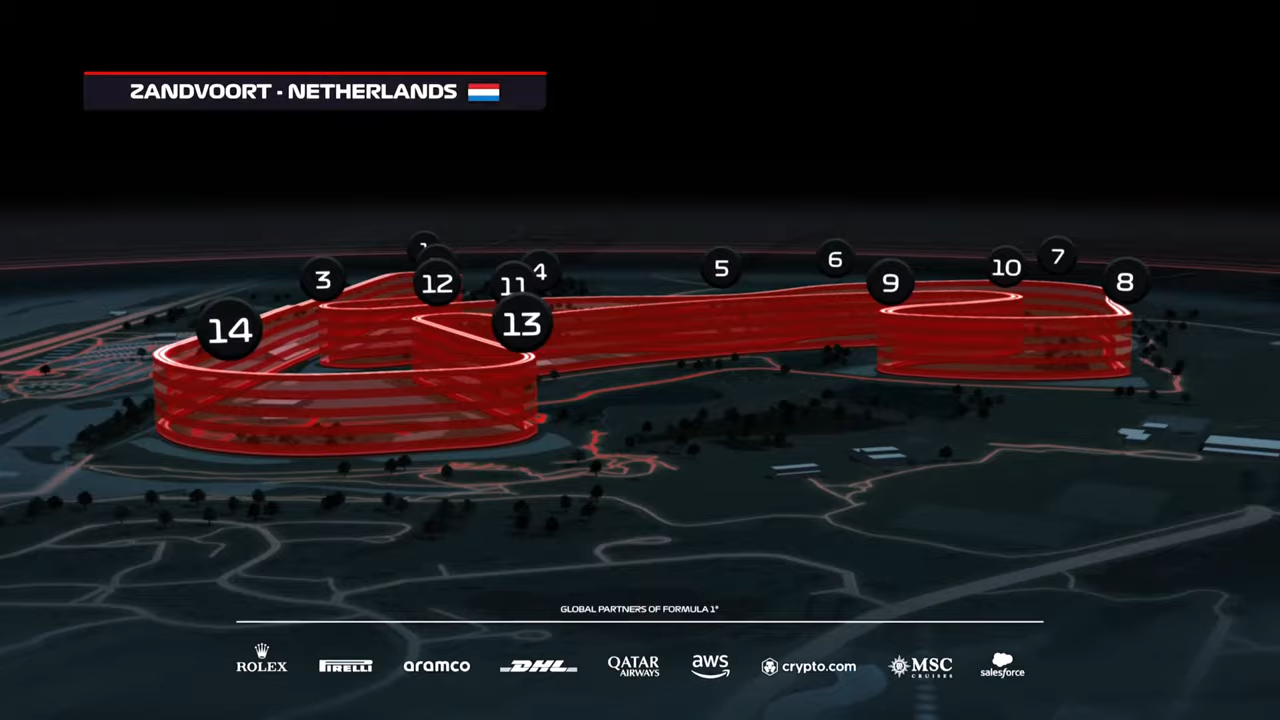 ZANDVOORT · NETHERLANDS
1
3
12
11
4
5
6
9
10
7
8
14
13
GLOBAL PARTNERS OF FORMULA 1®
ROLEX
PIRELLI
aramco
DHL
QATAR
AIRWAYS
aws
crypto.com
MSC
CRUISES
salesforce